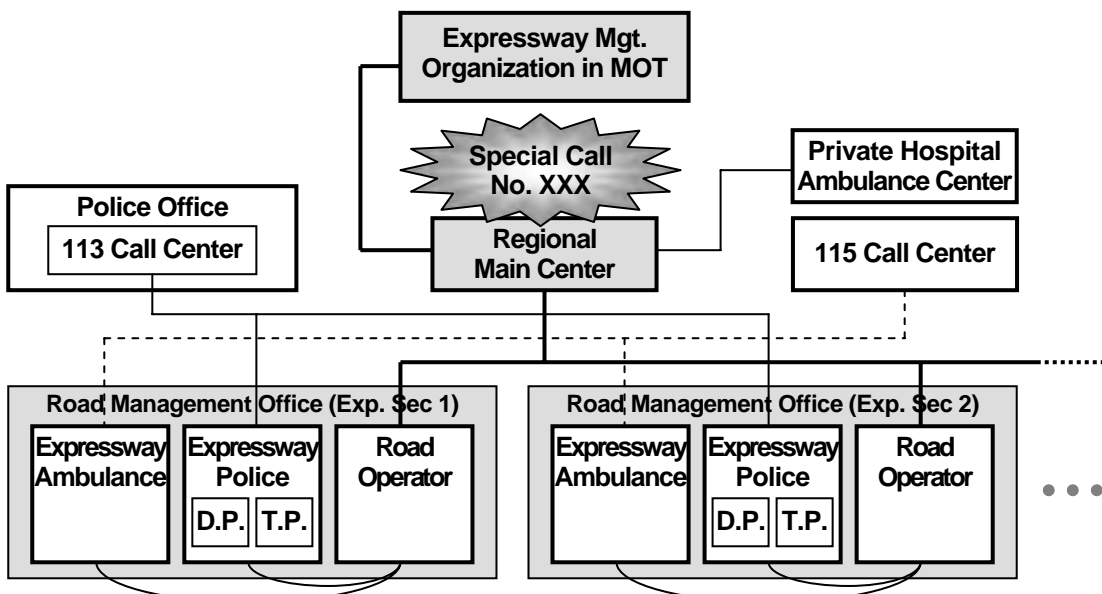 Expressway Mgt.
Organization in MOT
Special Call
No. XXX
Private Hospital
Ambulance Center
Police Office
113 Call Center
Regional
Main Center
115 Call Center
Road Management Office (Exp. Sec 1)
Expressway
Ambulance
Expressway
Police
D.P.
T.P.
Road
Operator
Road Management Office (Exp. Sec 2)
Expressway
Ambulance
Expressway
Police
D.P.
T.P.
Road
Operator